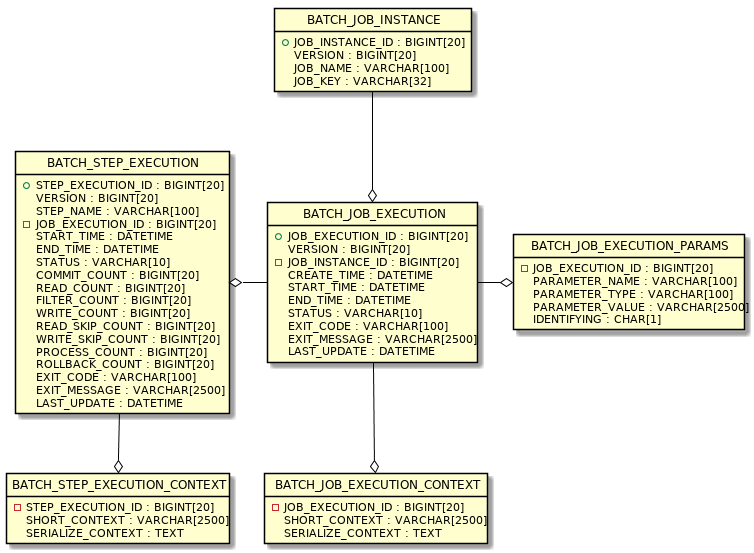 BATCH_JOB_INSTANCE
JOB_INSTANCE_ID : BIGINT[20]
VERSION : BIGINT[20]
JOB_NAME : VARCHAR[100]
JOB_KEY : VARCHAR[32]
BATCH_STEP_EXECUTION
STEP_EXECUTION_ID : BIGINT[20]
VERSION : BIGINT[20]
STEP_NAME : VARCHAR[100]
JOB_EXECUTION_ID : BIGINT[20]
START_TIME : DATETIME
END_TIME : DATETIME
STATUS : VARCHAR[10]
COMMIT_COUNT : BIGINT[20]
READ_COUNT : BIGINT[20]
FILTER_COUNT : BIGINT[20]
WRITE_COUNT : BIGINT[20]
READ_SKIP_COUNT : BIGINT[20]
WRITE_SKIP_COUNT : BIGINT[20]
PROCESS_COUNT : BIGINT[20]
ROLLBACK_COUNT : BIGINT[20]
EXIT_CODE : VARCHAR[100]
EXIT_MESSAGE : VARCHAR[2500]
LAST_UPDATE : DATETIME
BATCH_JOB_EXECUTION
JOB_EXECUTION_ID : BIGINT[20]
VERSION : BIGINT[20]
JOB_INSTANCE_ID : BIGINT[20]
CREATE_TIME : DATETIME
START_TIME : DATETIME
END_TIME : DATETIME
STATUS : VARCHAR[10]
EXIT_CODE : VARCHAR[100]
EXIT_MESSAGE : VARCHAR[2500]
LAST_UPDATE : DATETIME
BATCH_JOB_EXECUTION_PARAMS
JOB_EXECUTION_ID : BIGINT[20]
PARAMETER_NAME : VARCHAR[100]
PARAMETER_TYPE : VARCHAR[100]
PARAMETER_VALUE : VARCHAR[2500]
IDENTIFYING : CHAR[1]
BATCH_STEP_EXECUTION_CONTEXT
STEP_EXECUTION_ID : BIGINT[20]
SHORT_CONTEXT : VARCHAR[2500]
SERIALIZE_CONTEXT : TEXT
BATCH_JOB_EXECUTION_CONTEXT
JOB_EXECUTION_ID : BIGINT[20]
SHORT_CONTEXT : VARCHAR[2500]
SERIALIZE_CONTEXT : TEXT